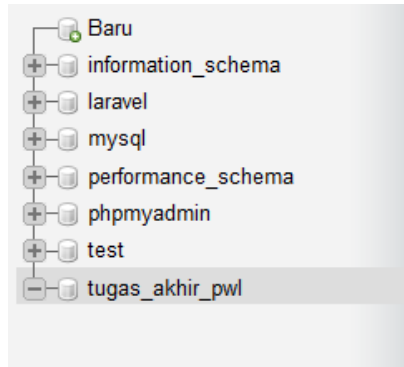 Baru
information_schema
laravel
mysql
performance_schema
phpmyadmin
test
tugas_akhir_pwl